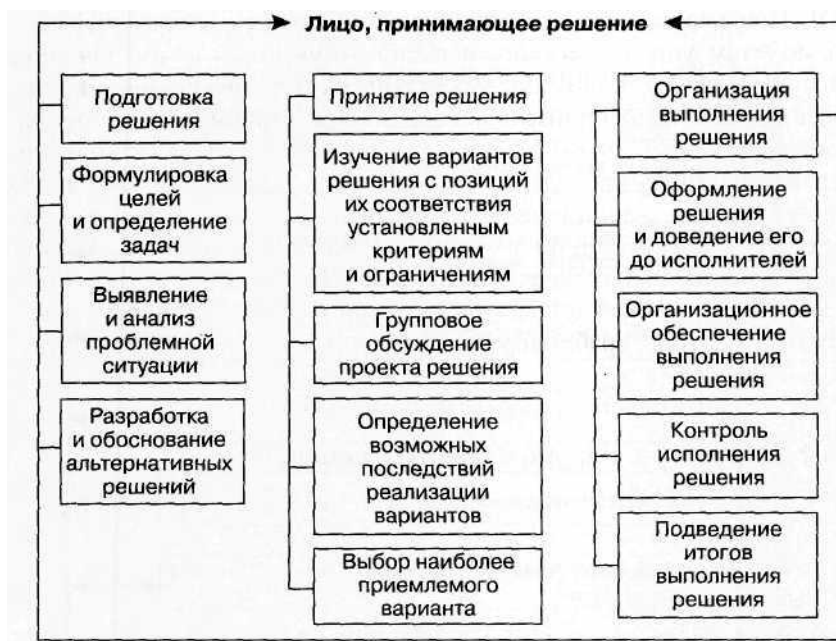 Лицо, принимающее решение
Подготовка
решения
Формулировка
целей
и определение
задач
Выявление
и анализ
проблемной
ситуации
Разработка
и обоснование
альтернативных
решений
Принятие решения
Изучение вариантов
решения с позиций
их соответствия
установленным
критериям
и ограничениям
Групповое
обсуждение
проекта решения
Определение
возможных
последствий
реализации
вариантов
Выбор наиболее
приемлемого
варианта
Организация
выполнения
решения
Оформление
решения
и доведение его
до исполнителей
Организационное
обеспечение
выполнения
решения
Контроль
исполнения
решения
Подведение
итогов
выполнения
решения